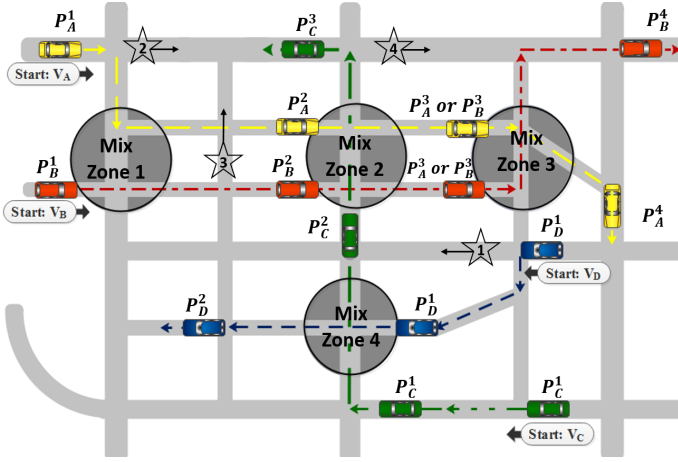 P_A^1
2
P_C^3
4
P_B^4
Start: V_A
P_A^2
P_A^3 or P_B^3
Mix
Zone 1
Mix
Zone 2
Mix
Zone 3
3
P_B^1
P_B^2
P_A^3 or P_B^3
Start: V_B
P_A^4
P_C^2
1
P_D^1
Start: V_D
P_D^2
Mix
Zone 4
P_D^1
P_C^1
P_C^1
Start: V_C